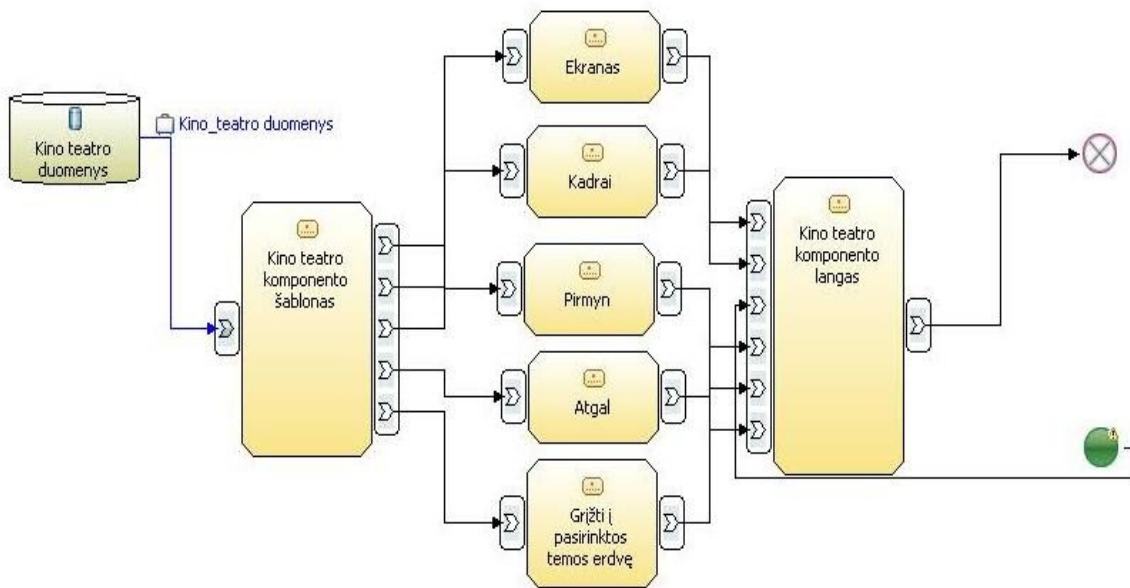 Kino teatro
duomenys
Kino_teatro duomenys
Kino teatro
komponento
šablonas
Ekranas
Kadrai
Pirmyn
Atgal
Grįžti į
pasirinktos
temos erdvę
Kino teatro
komponento
langas